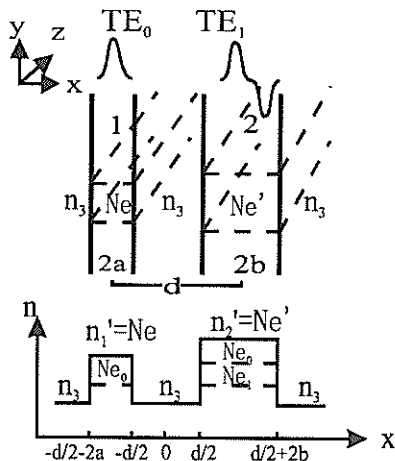 TE₀ TE₁
y
z
x
1 2
n₃ Ne n₃ Ne' n₃
2a 2b
d
n n₁'=Ne n₂'=Ne'
Ne₀
n₃ Ne₀ n₃ Ne₁ n₃
x
-d/2-2a -d/2 0 d/2 d/2+2b